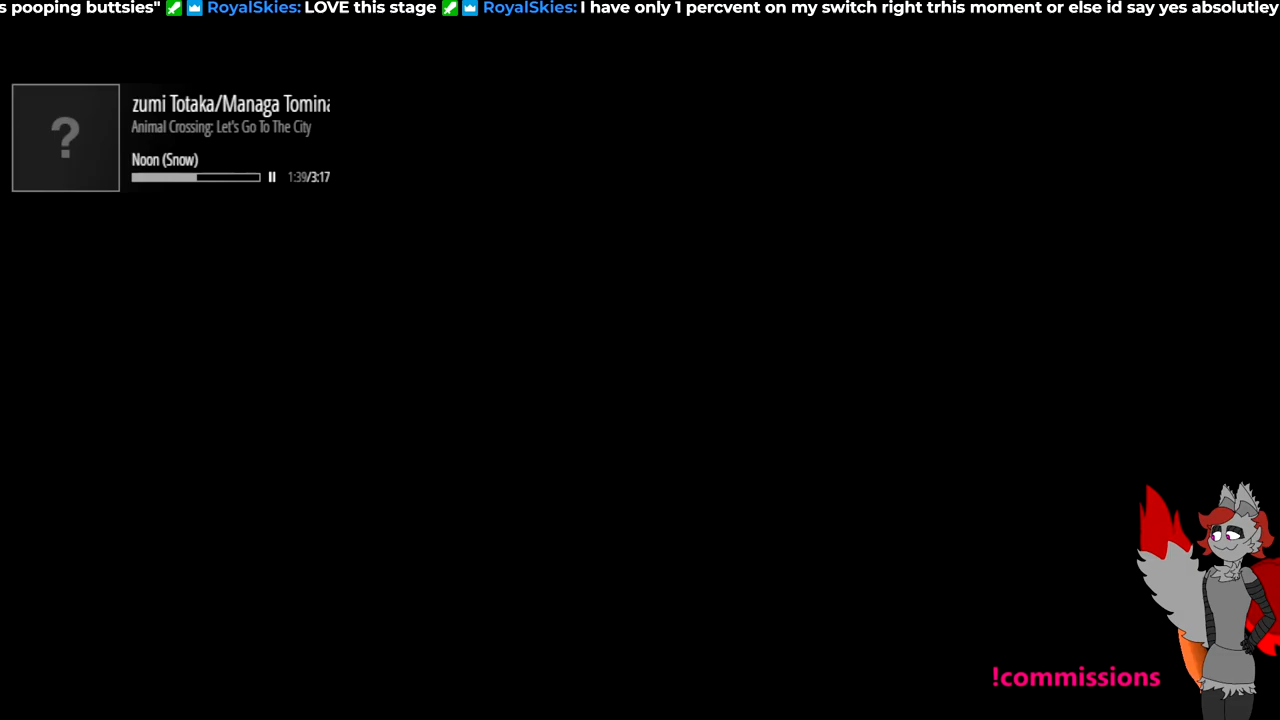 s pooping buttsies" RoyalSkies: LOVE this stage RoyalSkies: I have only 1 percvent on my switch right trhis moment or else id say yes absolutley
zumi Totaka/Managa Tomina
Animal Crossing: Let's Go To The City
?
Noon (Snow)
1:39/3:17
!commissions